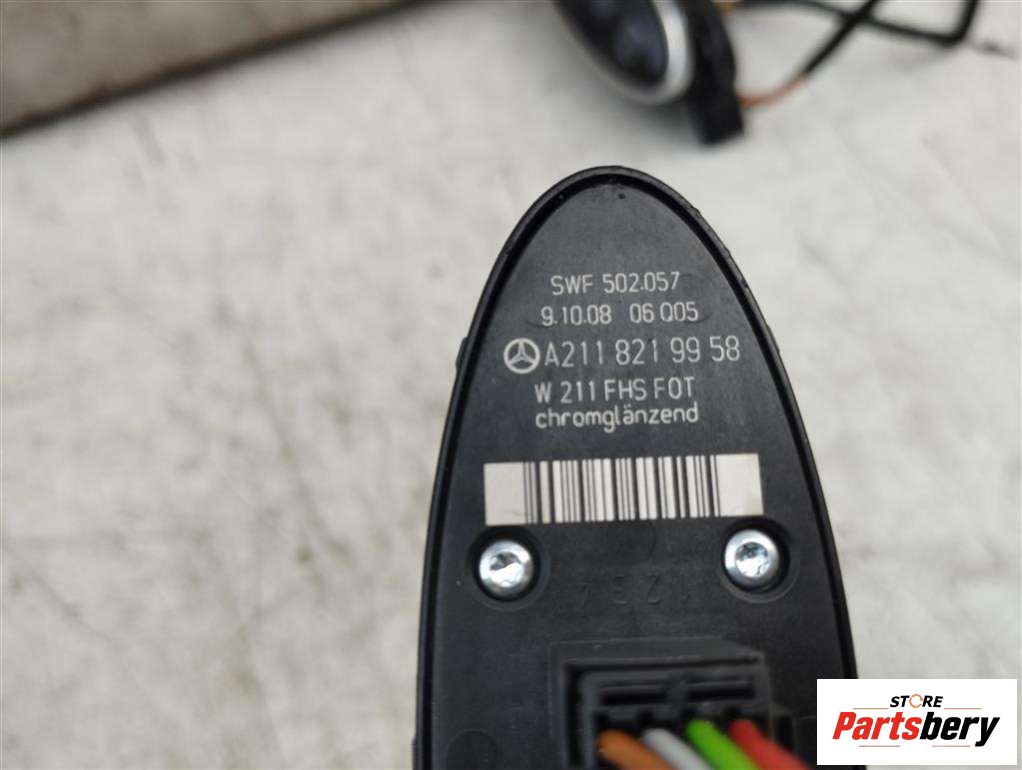 SWF 502.057
9.10.08 06 Q05
A211 821 99 58
W 211 FHS FOT
chromglänzend
STORE
Partsbery